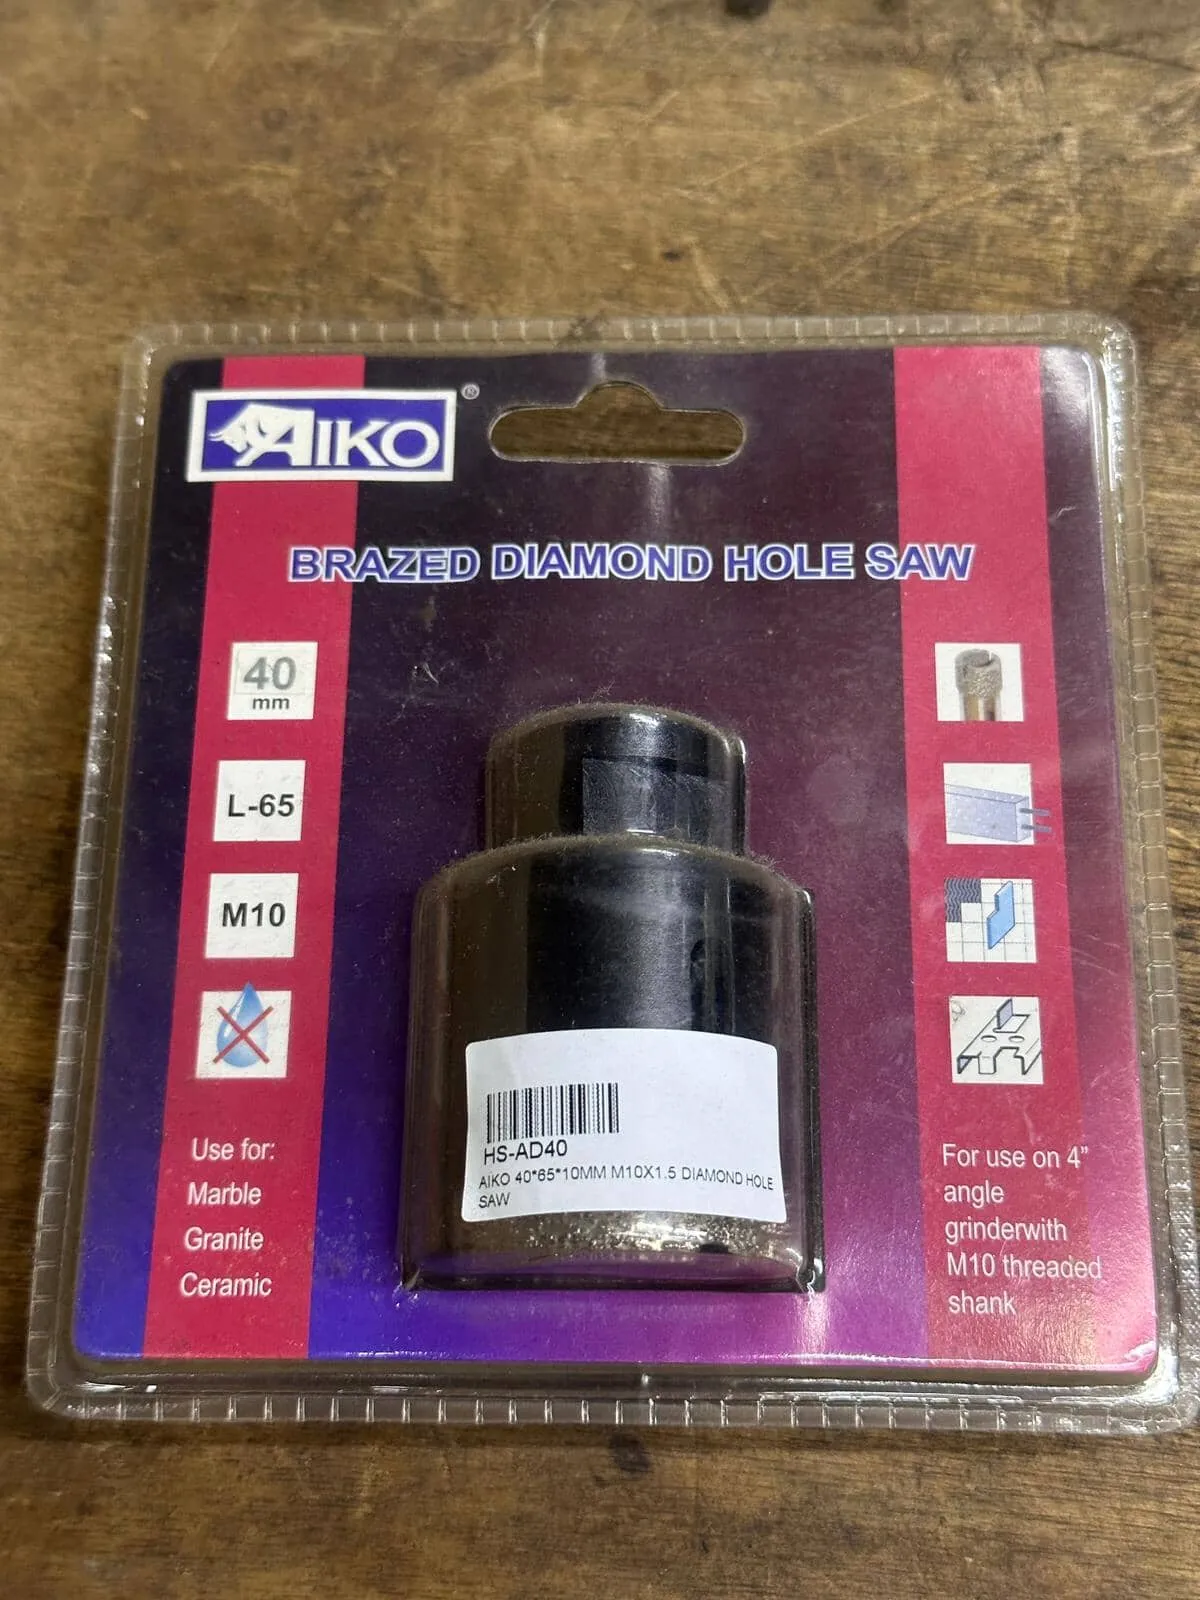 AIKO ®
BRAZED DIAMOND HOLE SAW
40
mm
L-65
M10
Use for:
Marble
Granite
Ceramic
HS-AD40
AIKO 40*65*10MM M10X1.5 DIAMOND HOLE
SAW
For use on 4"
angle
grinderwith
M10 threaded
shank